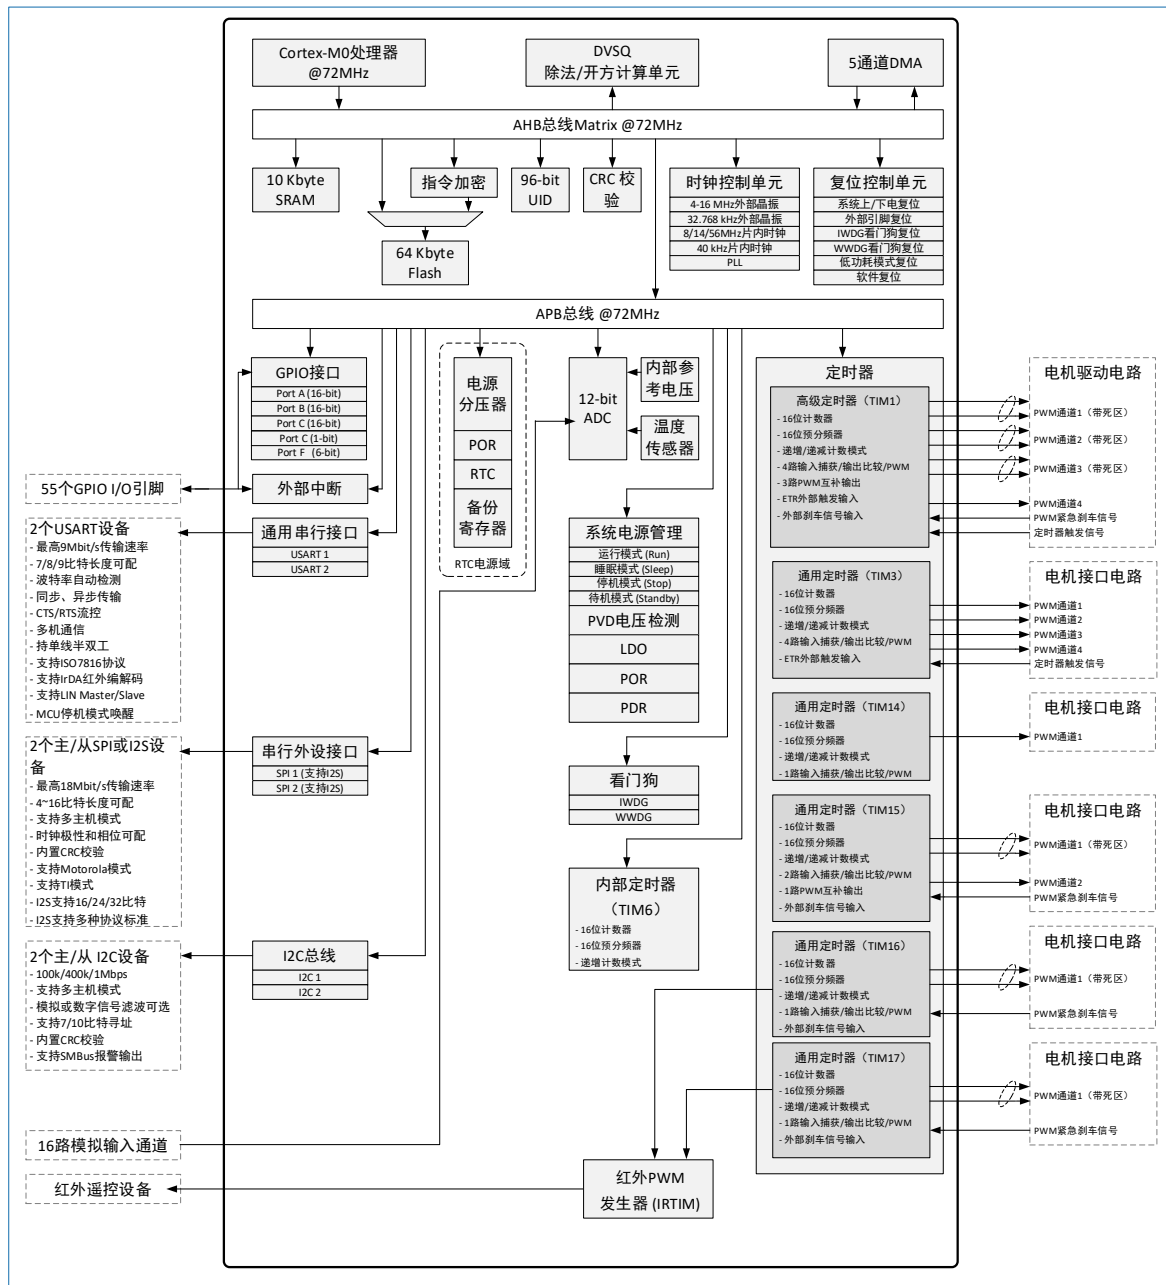 Cortex-M0处理器
@72MHz
DVSQ
除法/开方计算单元
5通道DMA
AHB总线Matrix @72MHz
10 Kbyte
SRAM
指令加密
64 Kbyte
Flash
96-bit
UID
CRC 校
验
时钟控制单元
4-16 MHz外部晶振
32.768 kHz外部晶振
8/14/56MHz片内时钟
40 kHz片内时钟
PLL
复位控制单元
系统上/下电复位
外部引脚复位
IWDG看门狗复位
WWDG看门狗复位
低功耗模式复位
软件复位
APB总线 @72MHz
GPIO接口
Port A (16-bit)
Port B (16-bit)
Port C (16-bit)
Port C (1-bit)
Port F (6-bit)
外部中断
55个GPIO I/O引脚
通用串行接口
USART 1
USART 2
2个USART设备
- 最高9Mbit/s传输速率
- 7/8/9比特长度可配
- 波特率自动检测
- 同步、异步传输
- CTS/RTS流控
- 多机通信
- 持单线半双工
- 支持ISO7816协议
- 支持IrDA红外编解码
- 支持LIN Master/Slave
- MCU停机模式唤醒
串行外设接口
SPI 1 (支持I2S)
SPI 2 (支持I2S)
2个主/从SPI或I2S设
备
- 最高18Mbit/s传输速率
- 4~16比特长度可配
- 支持多主机模式
- 时钟极性和相位可配
- 内置CRC校验
- 支持Motorola模式
- 支持TI模式
- I2S支持16/24/32比特
- I2S支持多种协议标准
I2C总线
I2C 1
I2C 2
2个主/从 I2C设备
- 100k/400k/1Mbps
- 支持多主机模式
- 模拟或数字信号滤波可选
- 支持7/10比特寻址
- 内置CRC校验
- 支持SMBus报警输出
16路模拟输入通道
红外遥控设备
电源
分压器
POR
RTC
备份
寄存器
RTC电源域
12-bit
ADC
内部参
考电压
温度
传感器
系统电源管理
运行模式 (Run)
睡眠模式 (Sleep)
停机模式 (Stop)
待机模式 (Standby)
PVD电压检测
LDO
POR
PDR
看门狗
IWDG
WWDG
内部定时器
（TIM6）
- 16位计数器
- 16位预分频器
- 递增计数模式
红外PWM
发生器 (IRTIM)
定时器
高级定时器（TIM1）
- 16位计数器
- 16位预分频器
- 递增/递减计数模式
- 4路输入捕获/输出比较/PWM
- 3路PWM互补输出
- ETR外部触发输入
- 外部刹车信号输入
电机驱动电路
PWM通道1（带死区）
PWM通道2（带死区）
PWM通道3（带死区）
PWM通道4
PWM紧急刹车信号
定时器触发信号
通用定时器（TIM3）
- 16位计数器
- 16位预分频器
- 递增/递减计数模式
- 4路输入捕获/输出比较/PWM
- ETR外部触发输入
电机接口电路
PWM通道1
PWM通道2
PWM通道3
PWM通道4
定时器触发信号
通用定时器（TIM14）
- 16位计数器
- 16位预分频器
- 递增/递减计数模式
- 1路输入捕获/输出比较/PWM
电机接口电路
PWM通道1
通用定时器（TIM15）
- 16位计数器
- 16位预分频器
- 递增/递减计数模式
- 2路输入捕获/输出比较/PWM
- 1路PWM互补输出
- 外部刹车信号输入
电机接口电路
PWM通道1（带死区）
PWM通道2
PWM紧急刹车信号
通用定时器（TIM16）
- 16位计数器
- 16位预分频器
- 递增/递减计数模式
- 1路输入捕获/输出比较/PWM
- 外部刹车信号输入
电机接口电路
PWM通道1（带死区）
PWM紧急刹车信号
通用定时器（TIM17）
- 16位计数器
- 16位预分频器
- 递增/递减计数模式
- 1路输入捕获/输出比较/PWM
- 外部刹车信号输入
电机接口电路
PWM通道1（带死区）
PWM紧急刹车信号